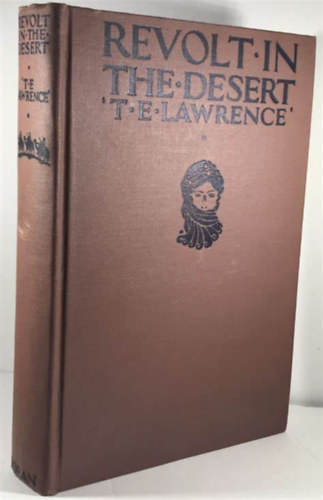 REVOLT
IN·THE·
DESERT
'T·E·
LAWRENCE'
REVOLT·IN
THE·DESERT
'T·E·LAWRENCE'